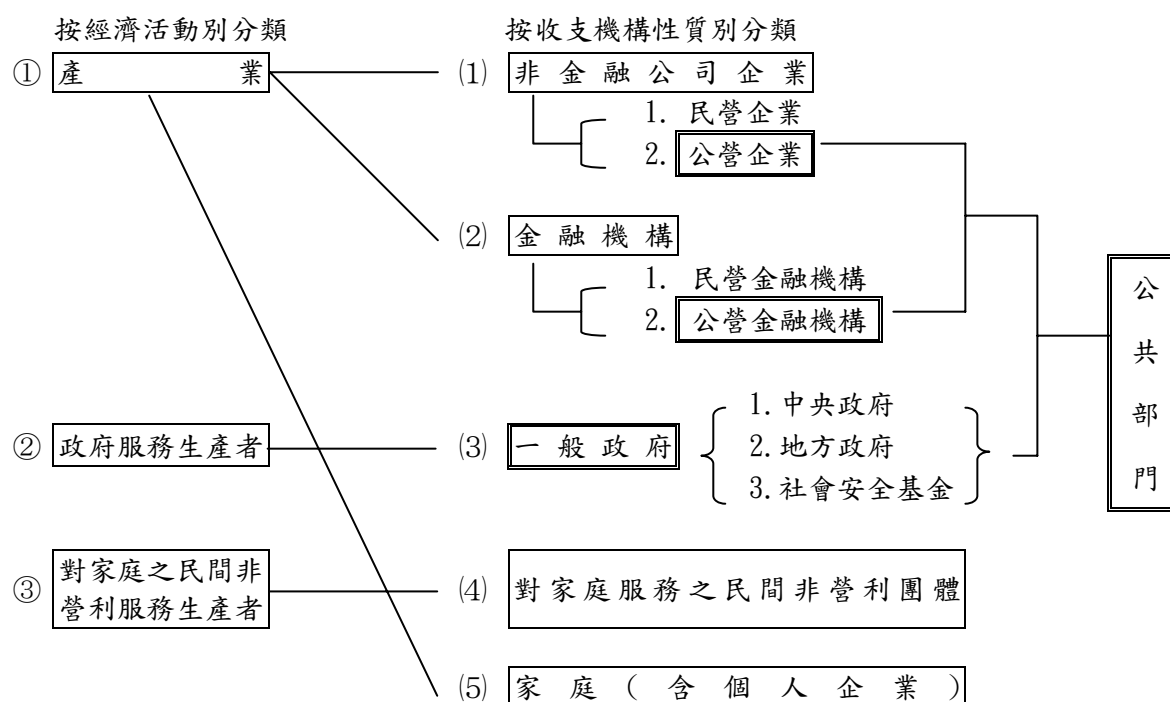 按經濟活動別分類
按收支機構性質別分類
① 產業
⑴ 非金融公司企業
1. 民營企業
2. 公營企業
⑵ 金融機構
1. 民營金融機構
2. 公營金融機構
公共部門
② 政府服務生產者
⑶ 一般政府
1.中央政府
2.地方政府
3.社會安全基金
③ 對家庭之民間非
營利服務生產者
⑷ 對家庭服務之民間非營利團體
⑸ 家庭(含個人企業)